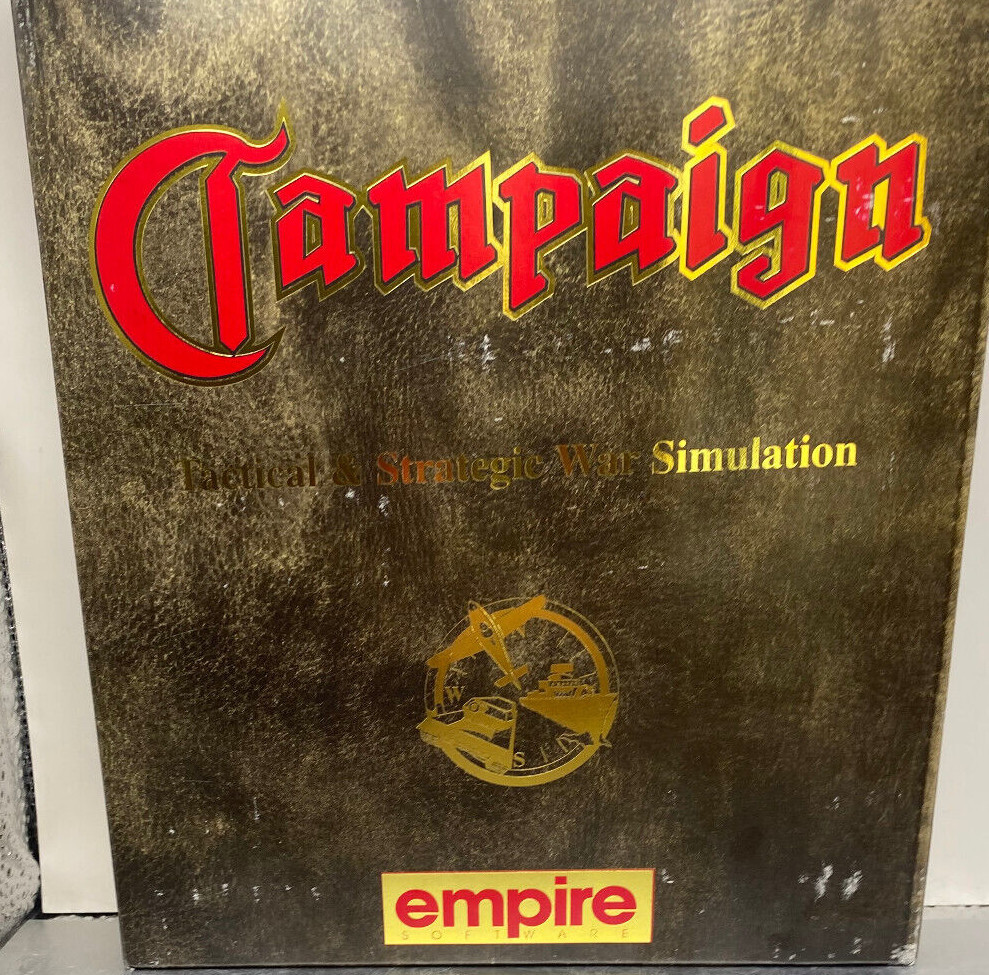 Campaign
Tactical & Strategic War Simulation
W
S
empire
SOFTWARE